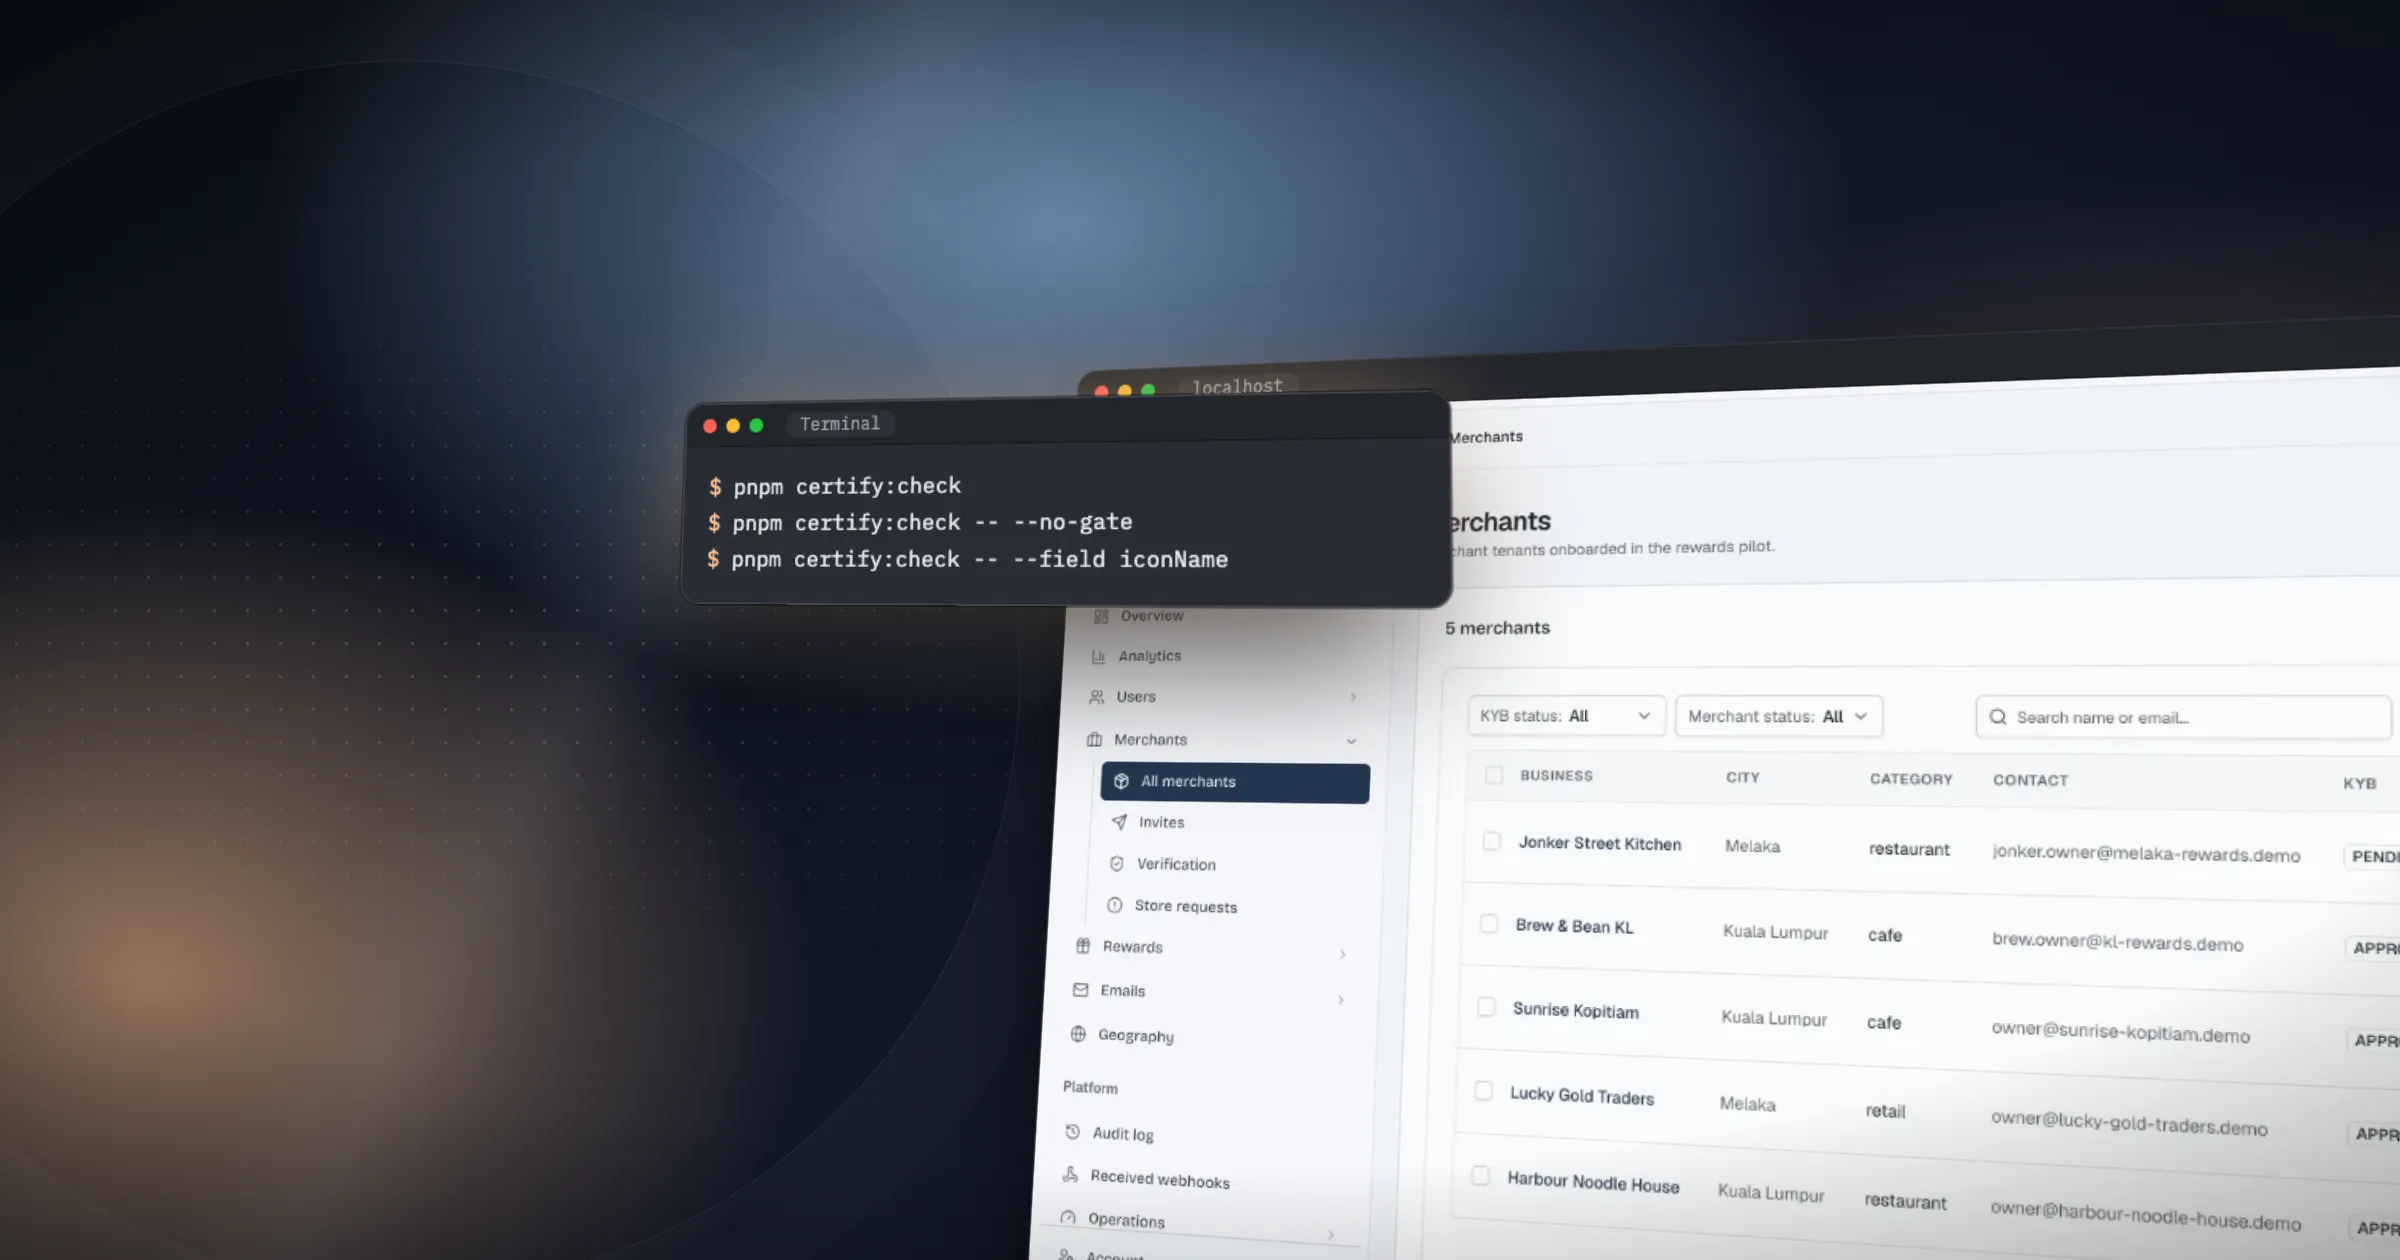 localhost
Terminal
$ pnpm certify:check
$ pnpm certify:check -- --no-gate
$ pnpm certify:check -- --field iconName
Merchants
erchants
chant tenants onboarded in the rewards pilot.
5 merchants
Overview
Analytics
Users
Merchants
All merchants
Invites
Verification
Store requests
Rewards
Emails
Geography
Platform
Audit log
Received webhooks
Operations
Account
KYB status: All
Merchant status: All
Search name or email...
BUSINESS CITY CATEGORY CONTACT KYB
Jonker Street Kitchen Melaka restaurant jonker.owner@melaka-rewards.demo PENDI
Brew & Bean KL Kuala Lumpur cafe brew.owner@kl-rewards.demo APPR
Sunrise Kopitiam Kuala Lumpur cafe owner@sunrise-kopitiam.demo APPR
Lucky Gold Traders Melaka retail owner@lucky-gold-traders.demo APPR
Harbour Noodle House Kuala Lumpur restaurant owner@harbour-noodle-house.demo APPR